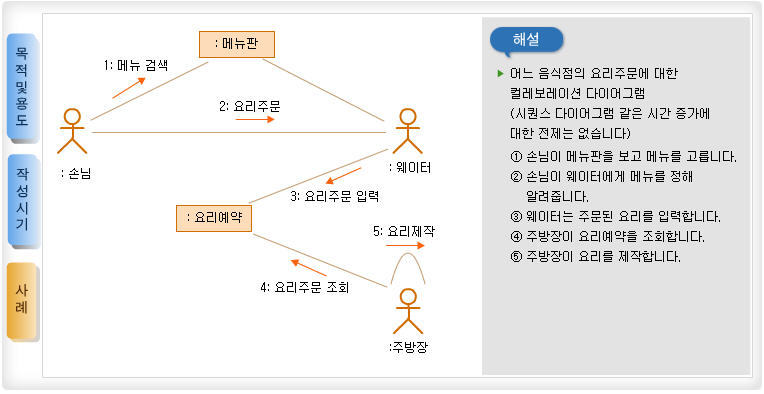 목적및용도
작성시기
사례
: 메뉴판
1: 메뉴 검색
2: 요리주문
: 손님
: 웨이터
3: 요리주문 입력
: 요리예약
5: 요리제작
4: 요리주문 조회
:주방장
해설
어느 음식점의 요리주문에 대한
컬레보레이션 다이어그램
(시퀀스 다이어그램 같은 시간 증가에
대한 전제는 없습니다)
① 손님이 메뉴판을 보고 메뉴를 고릅니다.
② 손님이 웨이터에게 메뉴를 정해
알려줍니다.
③ 웨이터는 주문된 요리를 입력합니다.
④ 주방장이 요리예약을 조회합니다.
⑤ 주방장이 요리를 제작합니다.